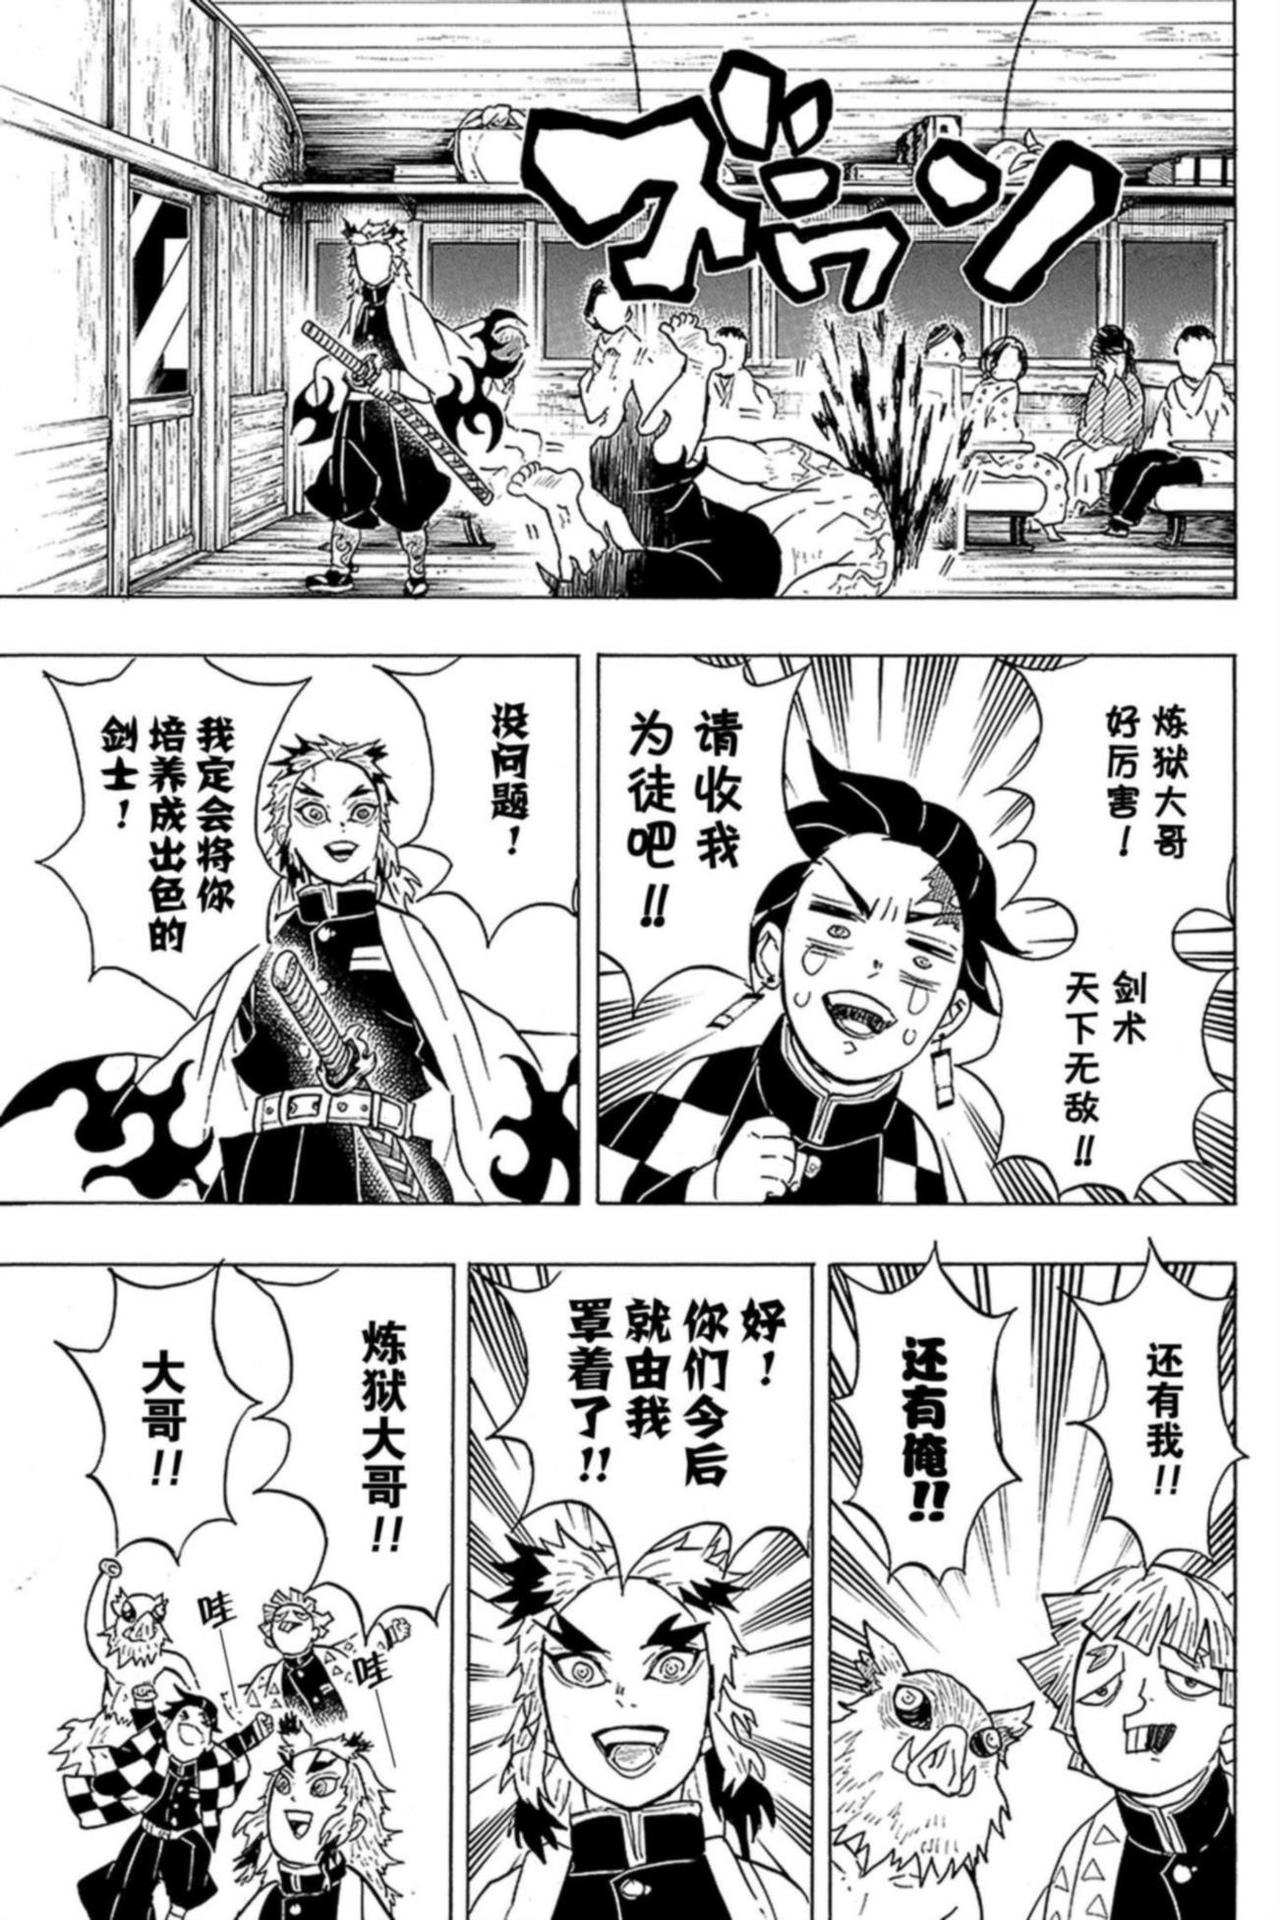 ズウン
炼狱大哥
好厉害！
剑术
天下无敌！！
请收我
为徒吧！！
没问题！
我定会将你
培养成出色的
剑士！
还有我！！
还有俺！！
好！
你们今后
就由我
罩着了！！
炼狱大哥！！
大哥！！
哇
哇